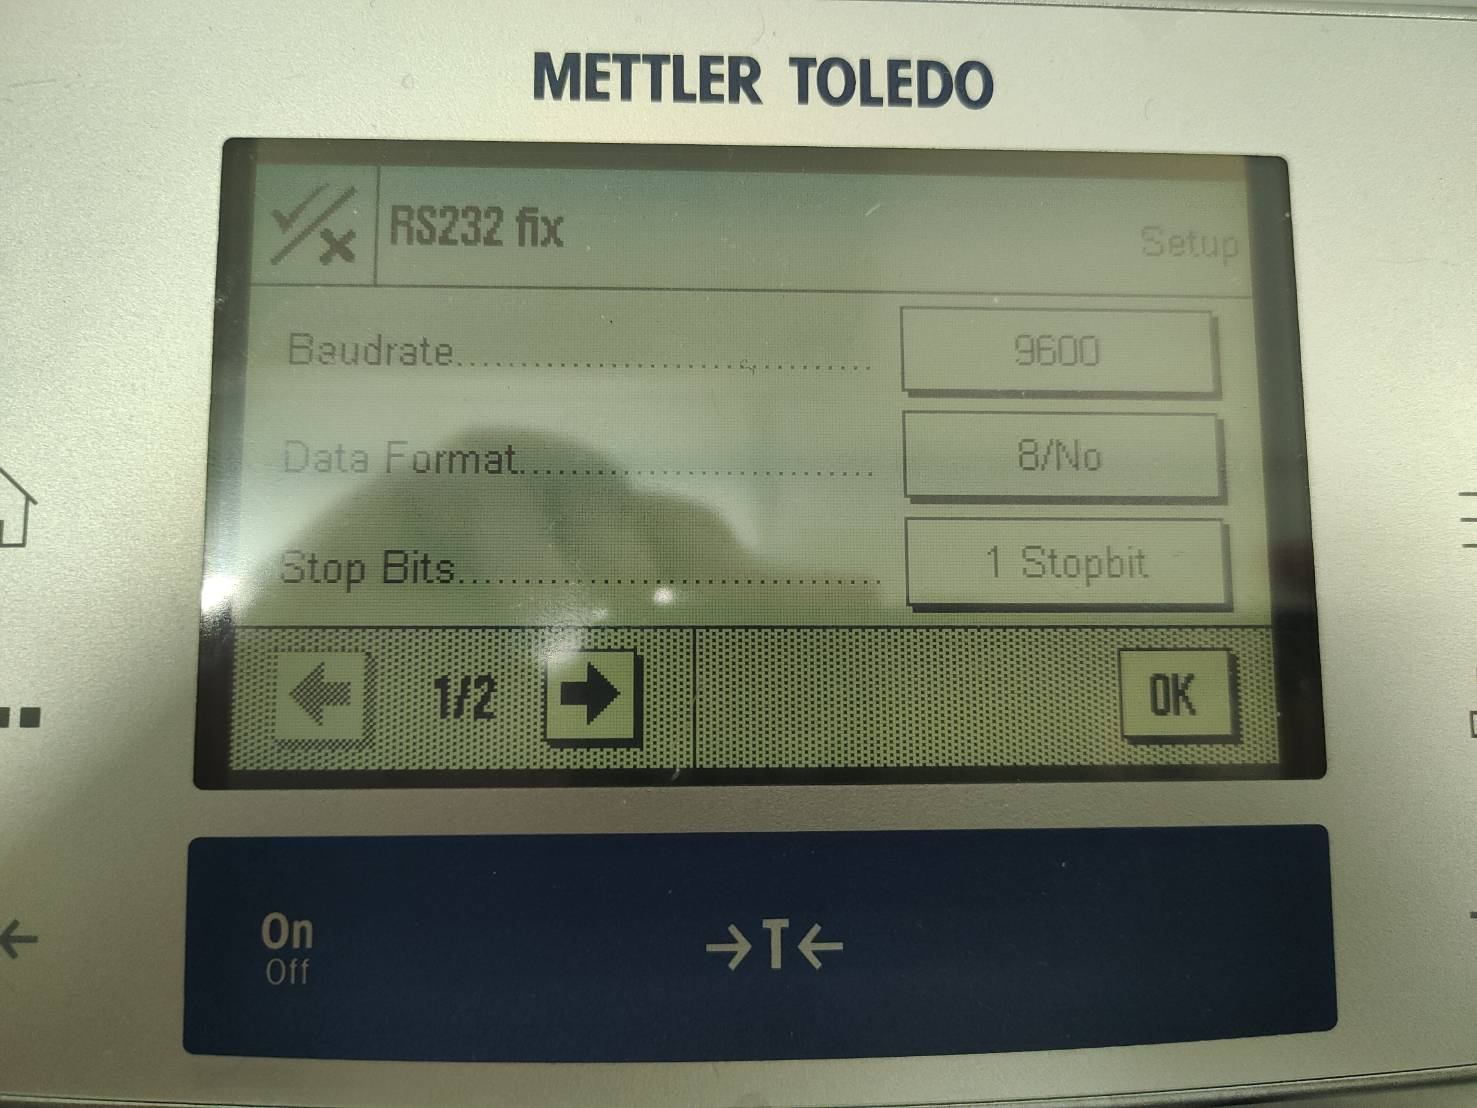 METTLER TOLEDO
RS232 fix
Setup
Baudrate 9600
Data Format 8/No
Stop Bits 1 Stopbit
1/2 OK
On
Off
→T←